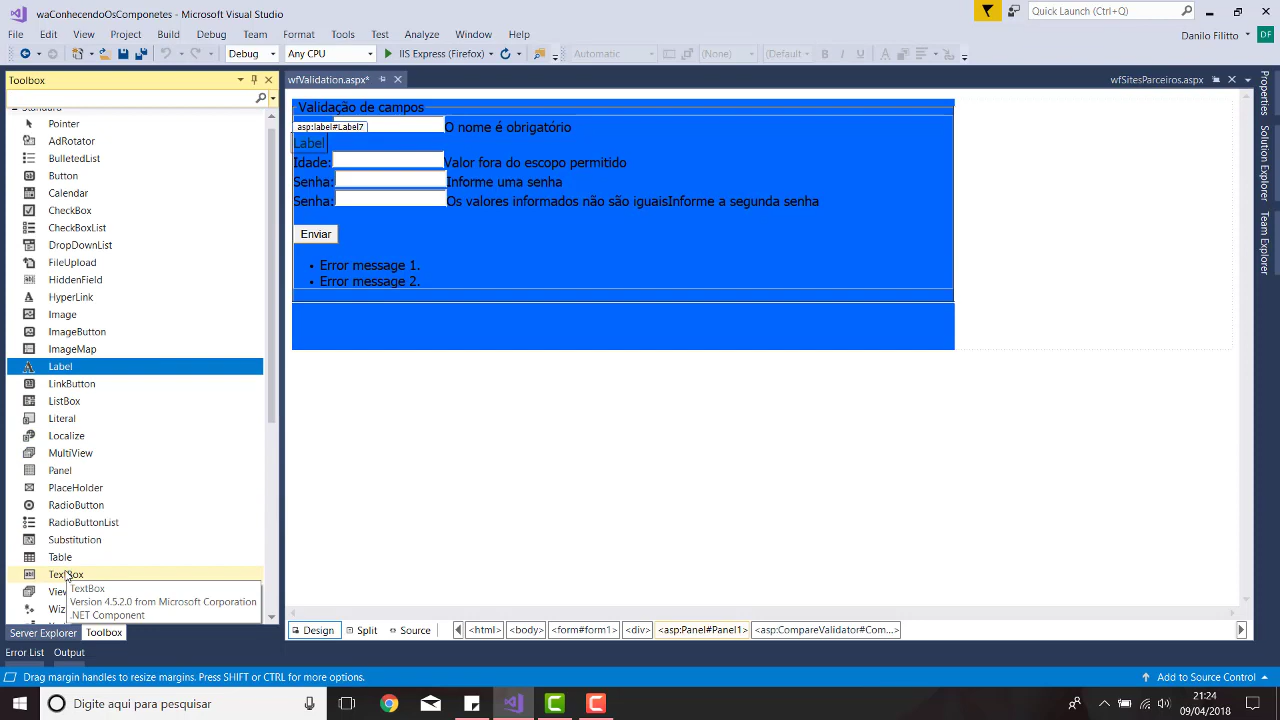 waConhecendoOsComponetes - Microsoft Visual Studio
Quick Launch (Ctrl+Q)
File Edit View Project Build Debug Team Format Table Tools Test Analyze Window Help
Danilo Filitto DF
Debug Any CPU IIS Express (Firefox) Automatic (None) (Default B I U A
Toolbox
wfValidation.aspx*
wfSitesParceiros.aspx
Standard
Pointer
AdRotator
BulletedList
Button
Calendar
CheckBox
CheckBoxList
DropDownList
FileUpload
HiddenField
HyperLink
Image
ImageButton
ImageMap
Label
LinkButton
ListBox
Literal
Localize
MultiView
Panel
PlaceHolder
RadioButton
RadioButtonList
Substitution
Table
TextBox
View
Wiz
TextBox
Version 4.5.2.0 from Microsoft Corporation
.NET Component
Validação de campos
asp:label#Label7
O nome é obrigatório
Label
Idade: Valor fora do escopo permitido
Senha: Informe uma senha
Senha: Os valores informados não são iguaisInforme a segunda senha
Enviar
• Error message 1.
• Error message 2.
Properties
Solution Explorer
Team Explorer
Server Explorer Toolbox
Design Split Source <html> <body> <form#form1> <div> <asp:Panel#Panel1> <asp:CompareValidator#Com...>
Error List Output
Drag margin handles to resize margins. Press SHIFT or CTRL for more options.
Add to Source Control
Digite aqui para pesquisar
21:24
09/04/2018